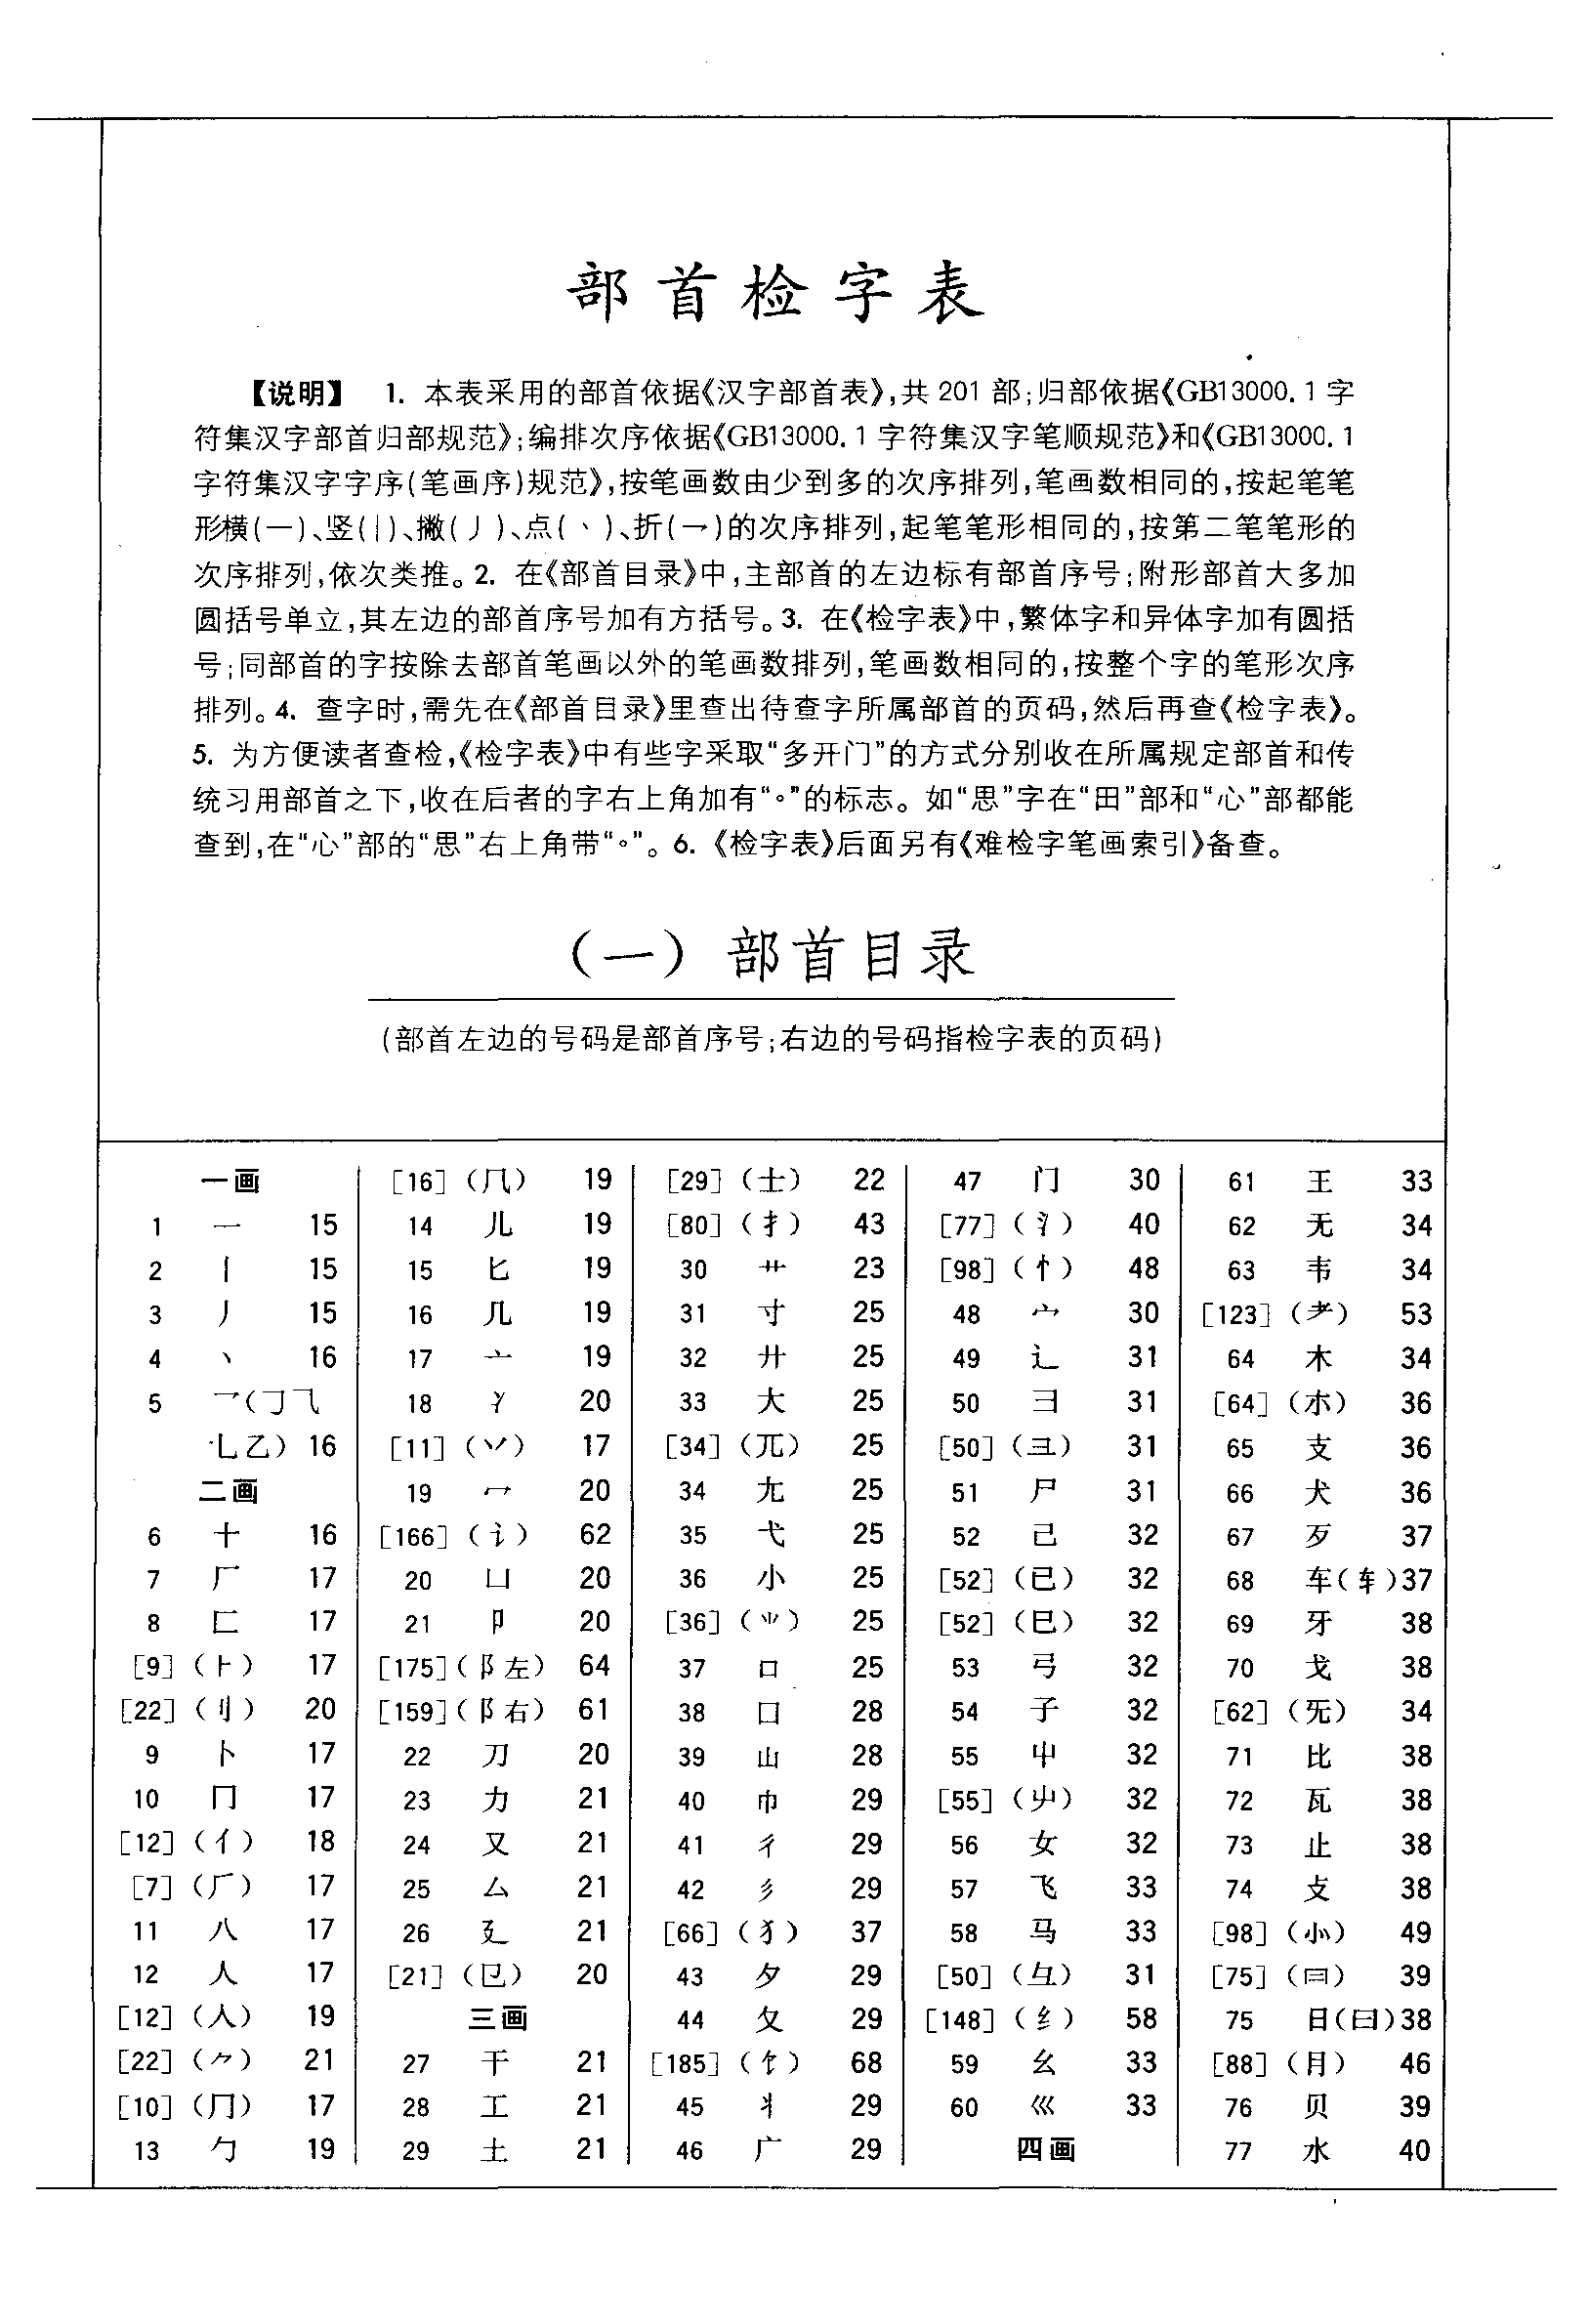 部首检字表
【说明】 1. 本表采用的部首依据《汉字部首表》,共 201 部;归部依据《GB13000.1 字
符集汉字部首归部规范》;编排次序依据《GB13000.1 字符集汉字笔顺规范》和《GB13000.1
字符集汉字字序(笔画序)规范》,按笔画数由少到多的次序排列,笔画数相同的,按起笔笔
形横(一)、竖(丨)、撇(丿)、点(丶)、折(乛)的次序排列,起笔笔形相同的,按第二笔笔形的
次序排列,依次类推。2. 在《部首目录》中,主部首的左边标有部首序号;附形部首大多加
圆括号单立,其左边的部首序号加有方括号。3. 在《检字表》中,繁体字和异体字加有圆括
号;同部首的字按除去部首笔画以外的笔画数排列,笔画数相同的,按整个字的笔形次序
排列。4. 查字时,需先在《部首目录》里查出待查字所属部首的页码,然后再查《检字表》。
5. 为方便读者查检,《检字表》中有些字采取“多开门”的方式分别收在所属规定部首和传
统习用部首之下,收在后者的字右上角加有“°”的标志。如“思”字在“田”部和“心”部都能
查到,在“心”部的“思”右上角带“°”。6.《检字表》后面另有《难检字笔画索引》备查。
(一) 部首目录
(部首左边的号码是部首序号;右边的号码指检字表的页码)
一画
1 一 15
2 丨 15
3 丿 15
4 丶 16
5 乛(𠃌⺄
乚乙) 16
二画
6 十 16
7 厂 17
8 匚 17
[9] (⺊) 17
[22] (刂) 20
9 卜 17
10 冂 17
[12] (亻) 18
[7] (𠂆) 17
11 八 17
12 人 17
[12] (入) 19
[22] (⺈) 21
[10] (⺆) 17
13 勹 19
[16] (𠘨) 19
14 儿 19
15 匕 19
16 几 19
17 亠 19
18 冫 20
[11] (丷) 17
19 冖 20
[166] (讠) 62
20 凵 20
21 卩 20
[175] (阝左) 64
[159] (阝右) 61
22 刀 20
23 力 21
24 又 21
25 厶 21
26 廴 21
[21] (㔾) 20
三画
27 干 21
28 工 21
29 土 21
[29] (士) 22
[80] (扌) 43
30 艹 23
31 寸 25
32 廾 25
33 大 25
[34] (兀) 25
34 尢 25
35 弋 25
36 小 25
[36] (⺌) 25
37 口 25
38 囗 28
39 山 28
40 巾 29
41 彳 29
42 彡 29
[66] (犭) 37
43 夕 29
44 夂 29
[185] (饣) 68
45 丬 29
46 广 29
47 门 30
[77] (氵) 40
[98] (忄) 48
48 宀 30
49 辶 31
50 彐 31
[50] (彑) 31
51 尸 31
52 己 32
[52] (已) 32
[52] (巳) 32
53 弓 32
54 子 32
55 屮 32
[55] (屮) 32
56 女 32
57 飞 33
58 马 33
[50] (彑) 31
[148] (纟) 58
59 幺 33
60 巛 33
四画
61 王 33
62 无 34
63 韦 34
[123] (耂) 53
64 木 34
[64] (朩) 36
65 支 36
66 犬 36
67 歹 37
68 车(车) 37
69 牙 38
70 戈 38
[62] (旡) 34
71 比 38
72 瓦 38
73 止 38
74 攴 38
[98] (⺗) 49
[75] (⺜) 39
75 日(曰) 38
[88] (⺝) 46
76 贝 39
77 水 40